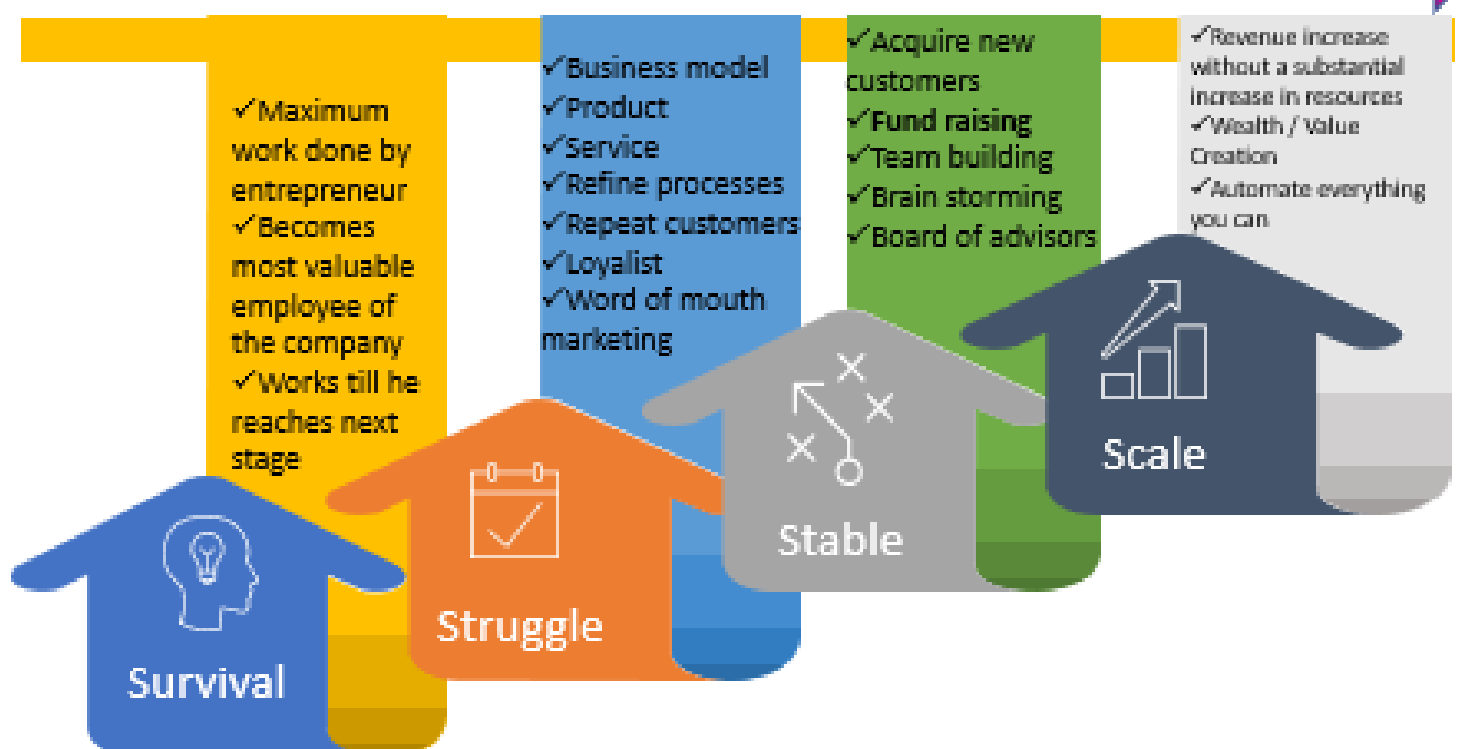 ✓Maximum
work done by
entrepreneur
✓Becomes
most valuable
employee of
the company
✓Works till he
reaches next
stage
Survival
✓Business model
✓Product
✓Service
✓Refine processes
✓Repeat customers
✓Loyalist
✓Word of mouth
marketing
Struggle
✓Acquire new
customers
✓Fund raising
✓Team building
✓Brain storming
✓Board of advisors
Stable
✓Revenue increase
without a substantial
increase in resources
✓Wealth / Value
Creation
✓Automate everything
you can
Scale